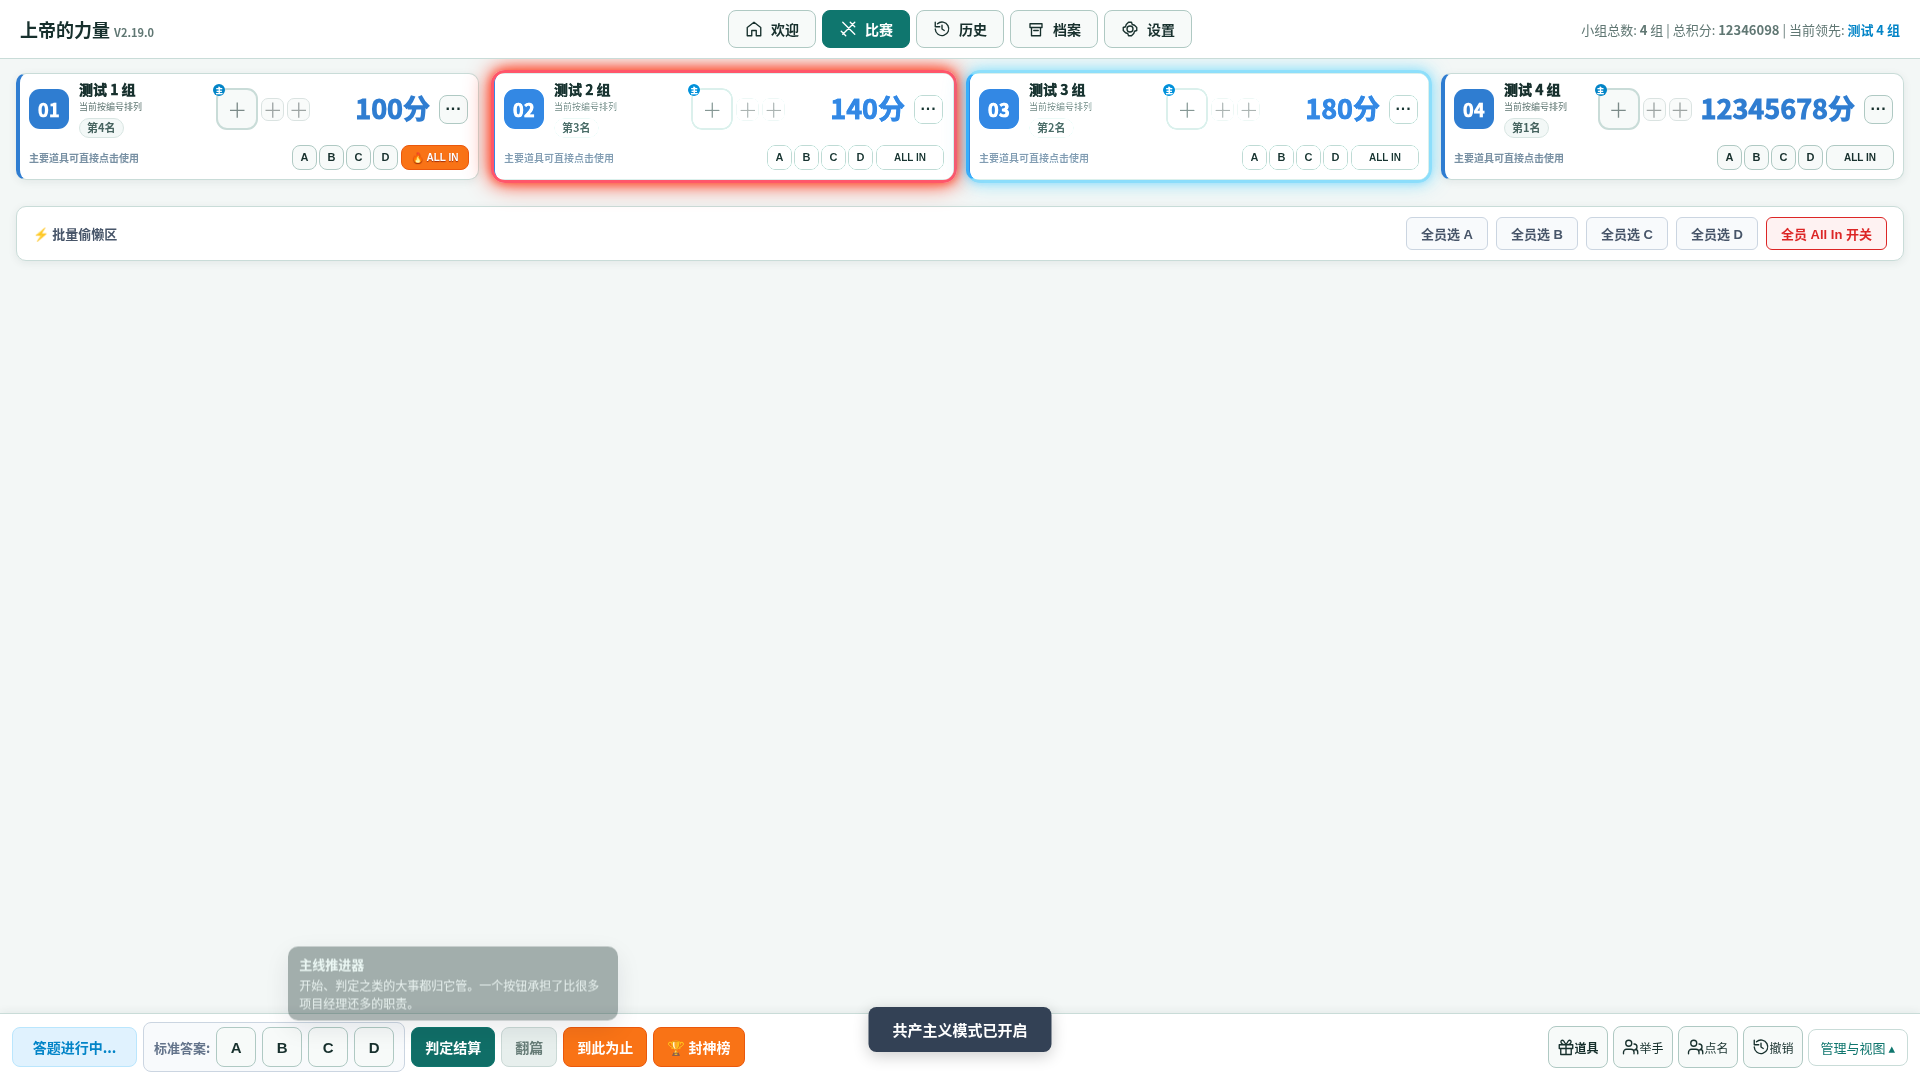 上帝的力量 V2.19.0
欢迎
比赛
历史
档案
设置
小组总数: 4 组 | 总积分: 12346098 | 当前领先: 测试 4 组
01
测试 1 组
当前按编号排列
第4名
主
100分
主要道具可直接点击使用
A B C D 🔥 ALL IN
02
测试 2 组
当前按编号排列
第3名
主
140分
主要道具可直接点击使用
A B C D ALL IN
03
测试 3 组
当前按编号排列
第2名
主
180分
主要道具可直接点击使用
A B C D ALL IN
04
测试 4 组
当前按编号排列
第1名
主
12345678分
主要道具可直接点击使用
A B C D ALL IN
⚡ 批量偷懒区
全员选 A
全员选 B
全员选 C
全员选 D
全员 All In 开关
主线推进器
开始、判定之类的大事都归它管。一个按钮承担了比很多
项目经理还多的职责。
共产主义模式已开启
答题进行中...
标准答案: A B C D
判定结算
翻篇
到此为止
🏆 封神榜
道具
举手
点名
撤销
管理与视图 ▴